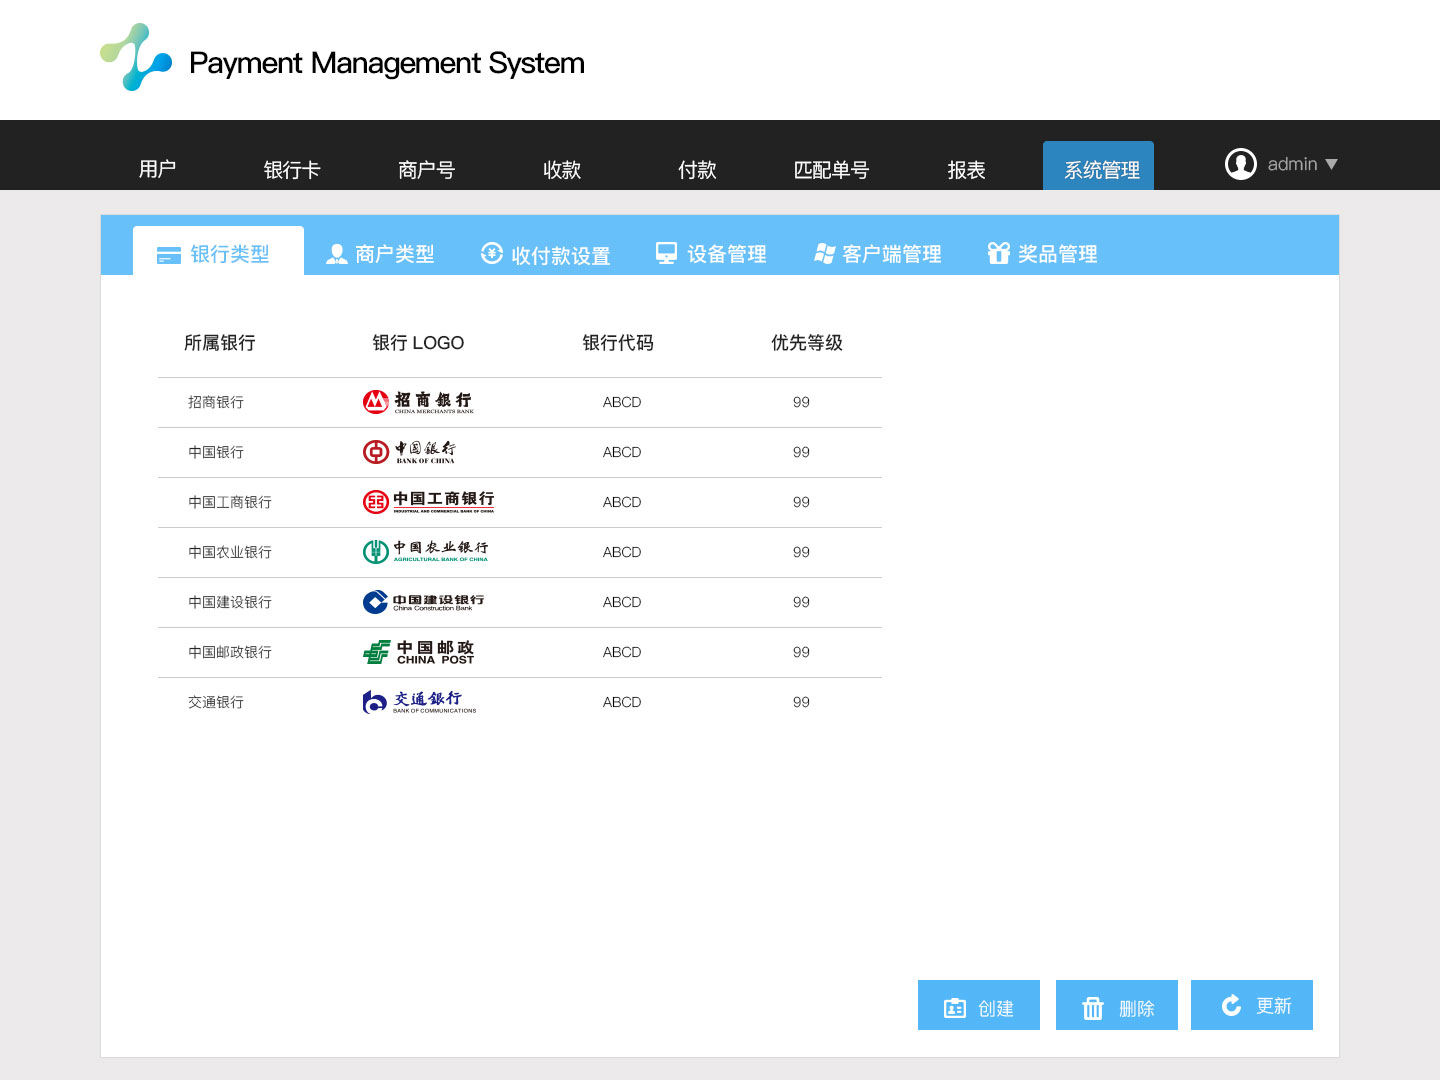 Payment Management System
用户 银行卡 商户号 收款 付款 匹配单号 报表 系统管理 admin
银行类型 商户类型 收付款设置 设备管理 客户端管理 奖品管理
所属银行 银行 LOGO 银行代码 优先等级
招商银行 招商銀行 ABCD 99
CHINA MERCHANTS BANK
中国银行 中国银行 ABCD 99
BANK OF CHINA
中国工商银行 中国工商银行 ABCD 99
INDUSTRIAL AND COMMERCIAL BANK OF CHINA
中国农业银行 中国农业银行 ABCD 99
AGRICULTURAL BANK OF CHINA
中国建设银行 中国建设银行 ABCD 99
China Construction Bank
中国邮政银行 中国邮政 ABCD 99
CHINA POST
交通银行 交通銀行 ABCD 99
BANK OF COMMUNICATIONS
创建 删除 更新